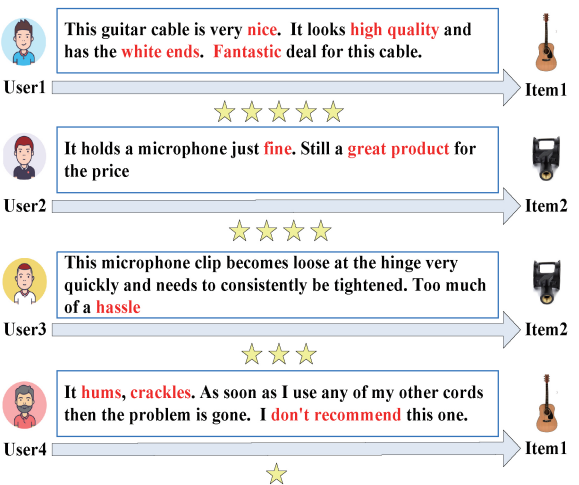 This guitar cable is very nice. It looks high quality and
has the white ends. Fantastic deal for this cable.
User1
Item1
It holds a microphone just fine. Still a great product for
the price
User2
Item2
This microphone clip becomes loose at the hinge very
quickly and needs to consistently be tightened. Too much
of a hassle
User3
Item2
It hums, crackles. As soon as I use any of my other cords
then the problem is gone. I don't recommend this one.
User4
Item1